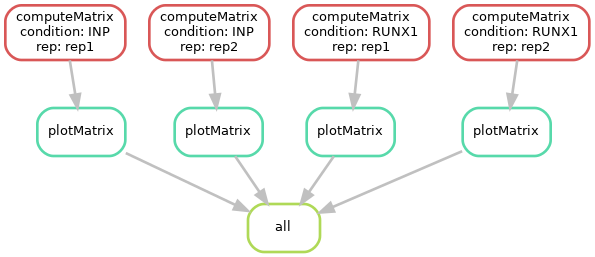 computeMatrix
condition: INP
rep: rep1
computeMatrix
condition: INP
rep: rep2
computeMatrix
condition: RUNX1
rep: rep1
computeMatrix
condition: RUNX1
rep: rep2
plotMatrix
plotMatrix
plotMatrix
plotMatrix
all